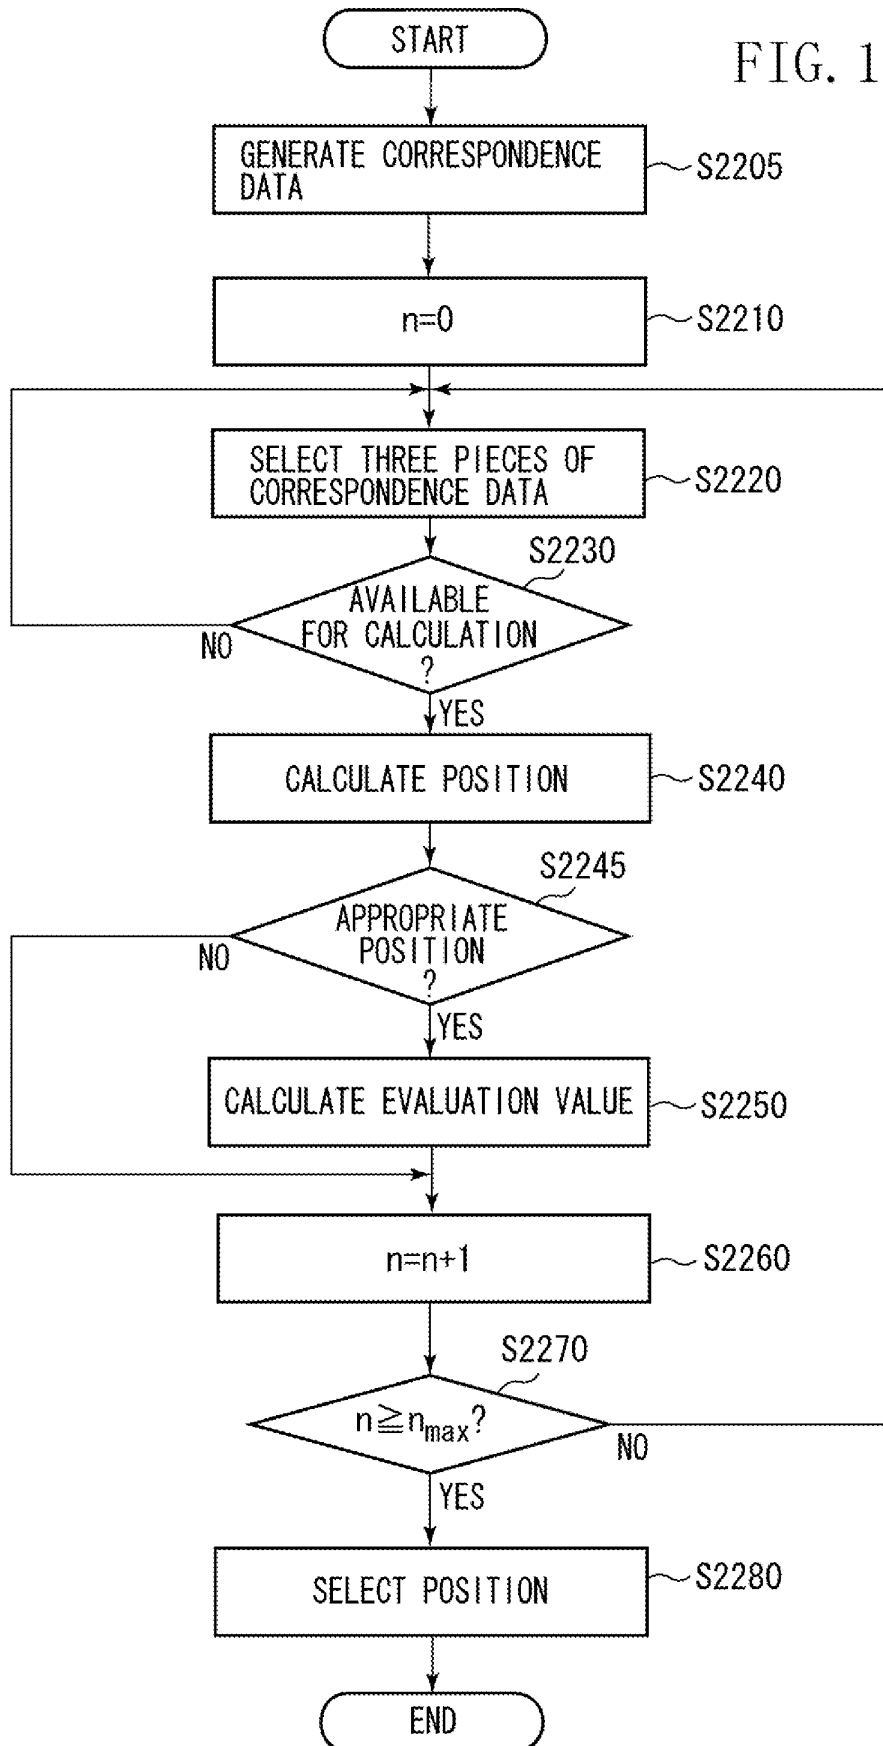 START
FIG. 1
GENERATE CORRESPONDENCE
DATA
S2205
n=0
S2210
SELECT THREE PIECES OF
CORRESPONDENCE DATA
S2220
S2230
AVAILABLE
FOR CALCULATION
?
NO
YES
CALCULATE POSITION
S2240
S2245
APPROPRIATE
POSITION
?
NO
YES
CALCULATE EVALUATION VALUE
S2250
n=n+1
S2260
S2270
n≧nmax?
NO
YES
SELECT POSITION
S2280
END